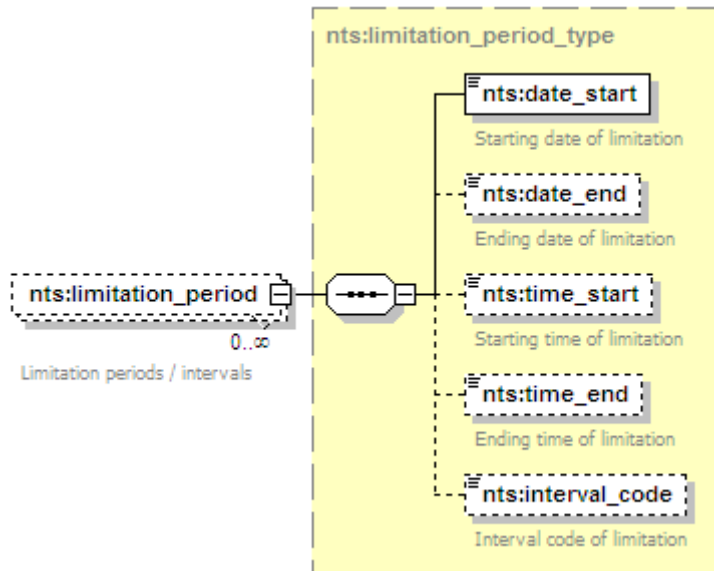 nts:limitation_period_type
nts:date_start
Starting date of limitation
nts:date_end
Ending date of limitation
nts:limitation_period
0..∞
Limitation periods / intervals
nts:time_start
Starting time of limitation
nts:time_end
Ending time of limitation
nts:interval_code
Interval code of limitation